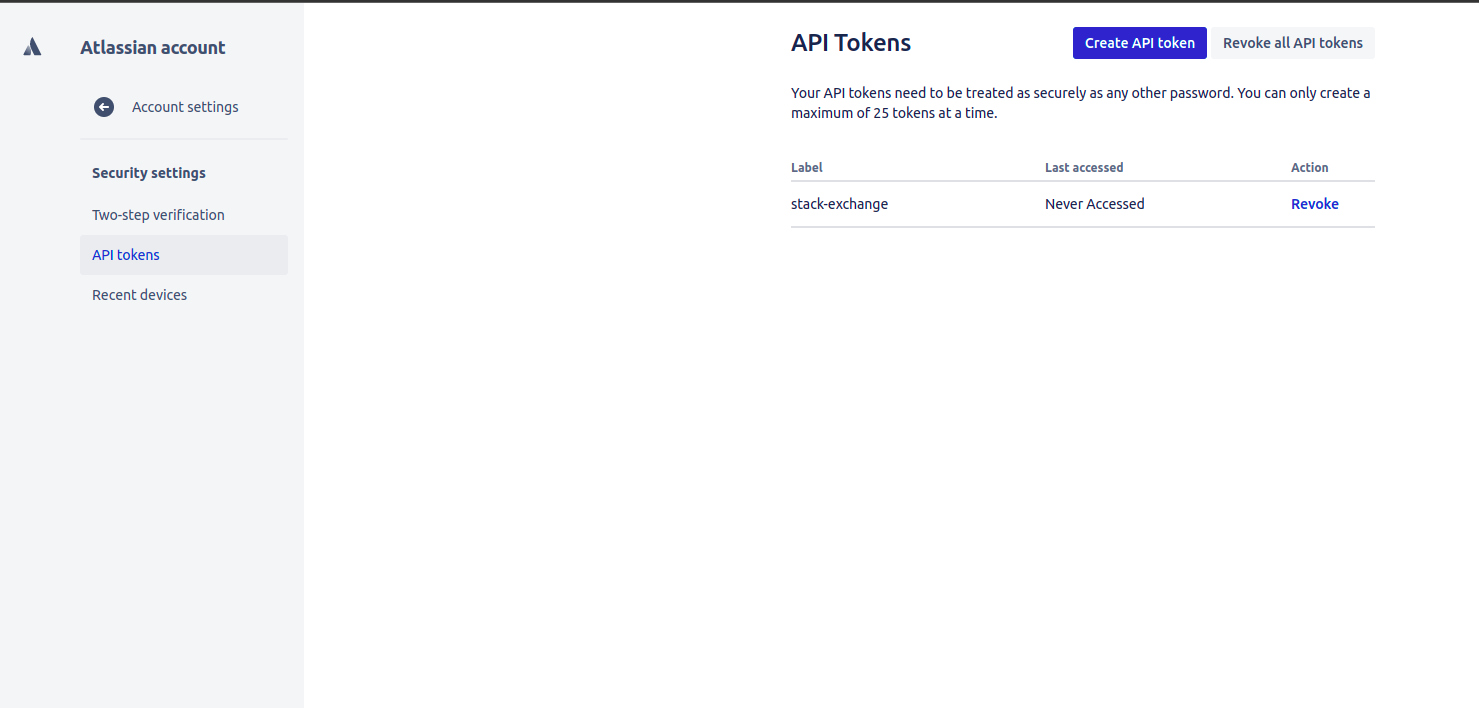 Atlassian account
Account settings
Security settings
Two-step verification
API tokens
Recent devices
API Tokens
Create API token
Revoke all API tokens
Your API tokens need to be treated as securely as any other password. You can only create a
maximum of 25 tokens at a time.
Label Last accessed Action
stack-exchange Never Accessed Revoke